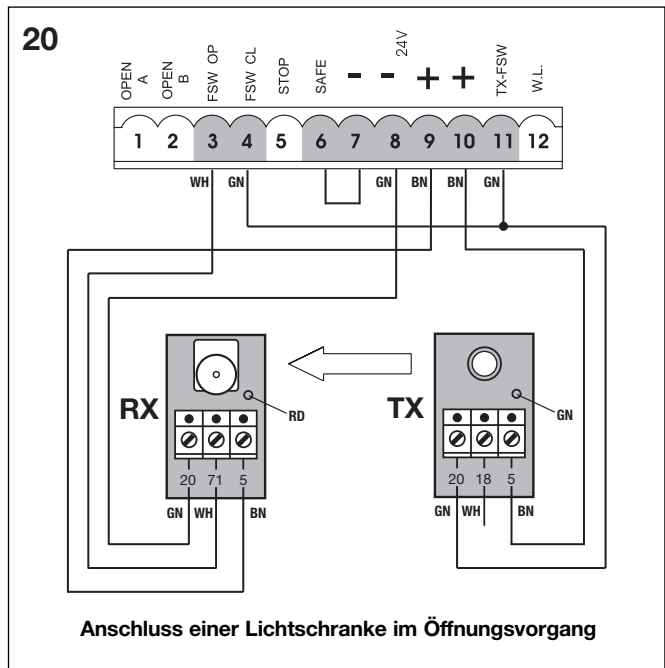 20
OPEN A
OPEN B
FSW OP
FSW CL
STOP
SAFE
-
-
24V
+
+
TX-FSW
W.L.
1 2 3 4 5 6 7 8 9 10 11 12
WH GN GN BN BN GN
RX RD TX GN
20 71 5 20 18 5
GN WH BN GN WH BN
Anschluss einer Lichtschranke im Öffnungsvorgang